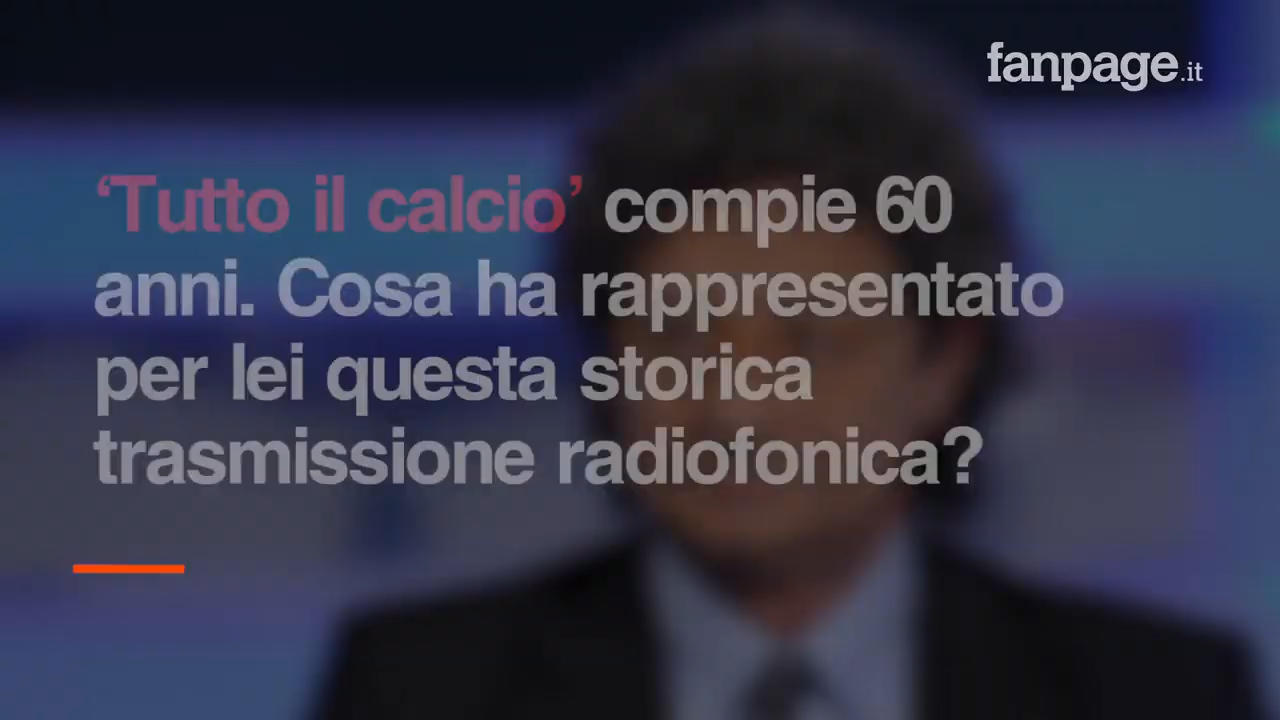 fanpage.it
‘Tutto il calcio’ compie 60
anni. Cosa ha rappresentato
per lei questa storica
trasmissione radiofonica?